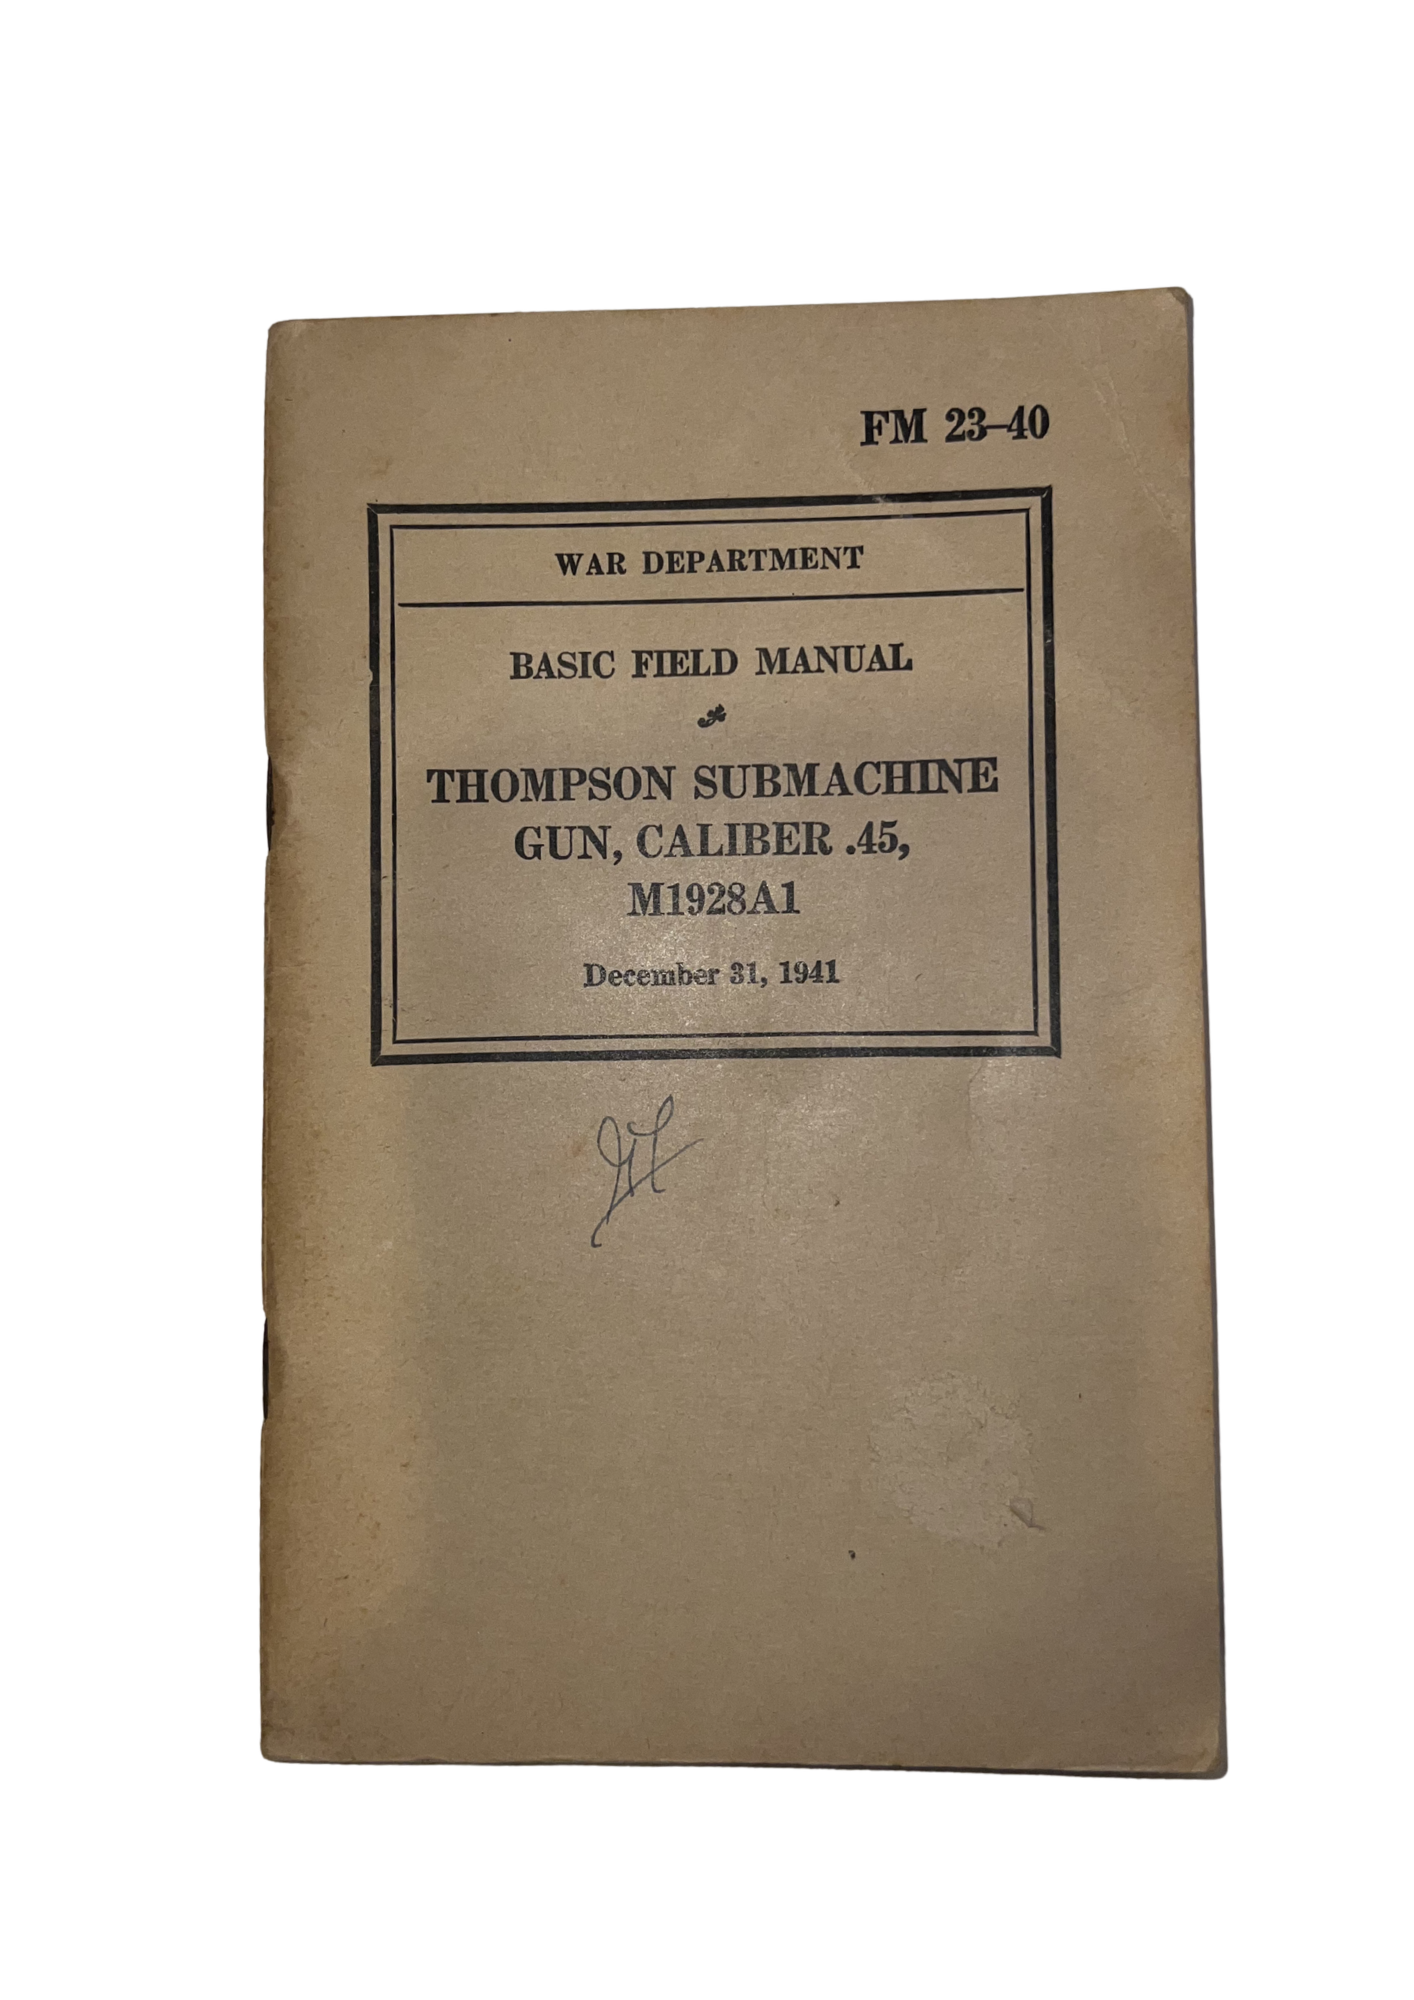 FM 23–40
WAR DEPARTMENT
BASIC FIELD MANUAL
THOMPSON SUBMACHINE
GUN, CALIBER .45,
M1928A1
December 31, 1941